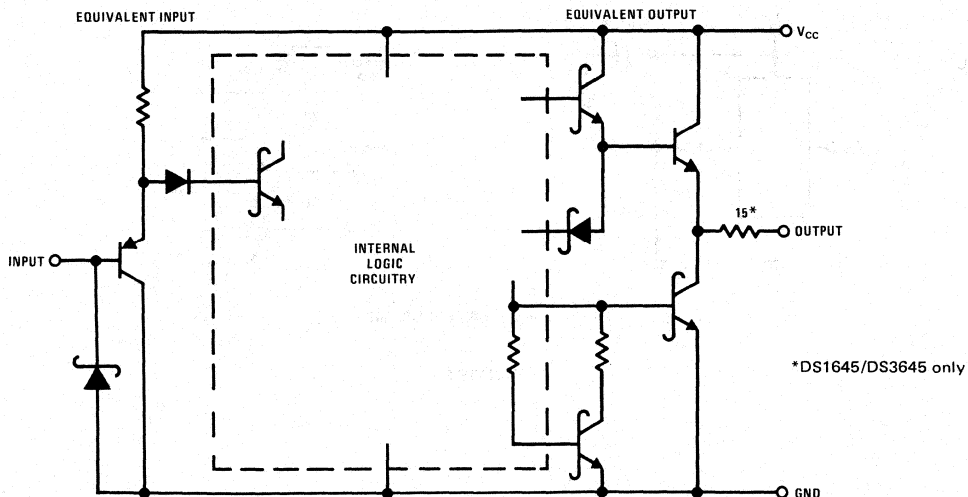 EQUIVALENT INPUT
EQUIVALENT OUTPUT
VCC
15*
OUTPUT
INPUT
INTERNAL
LOGIC
CIRCUITRY
*DS1645/DS3645 only
GND